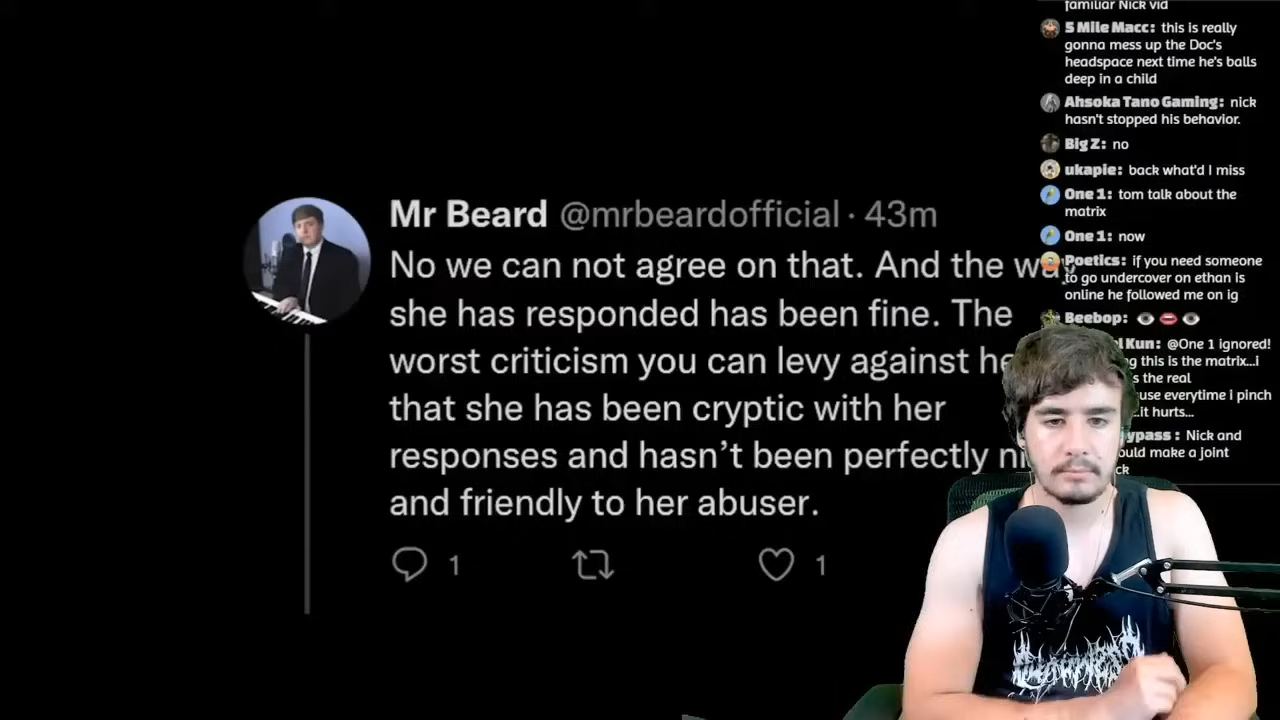 Mr Beard @mrbeardofficial · 43m
No we can not agree on that. And the
she has responded has been fine. The
worst criticism you can levy against
that she has been cryptic with her
responses and hasn't been perfectly
and friendly to her abuser.
1
1
familiar Nick vid
5 Mile Macc: this is really
gonna mess up the Doc's
headspace next time he's balls
deep in a child
Ahsoka Tano Gaming: nick
hasn't stopped his behavior.
Big Z: no
ukapie: back what'd I miss
One 1: tom talk about the
matrix
One 1: now
Poetics: if you need someone
to go undercover on ethan is
online he followed me on ig
Beebop:
Kun: @One 1 ignored!
this is the matrix...i
the real
everytime i pinch
it hurts...
Nick and
make a joint